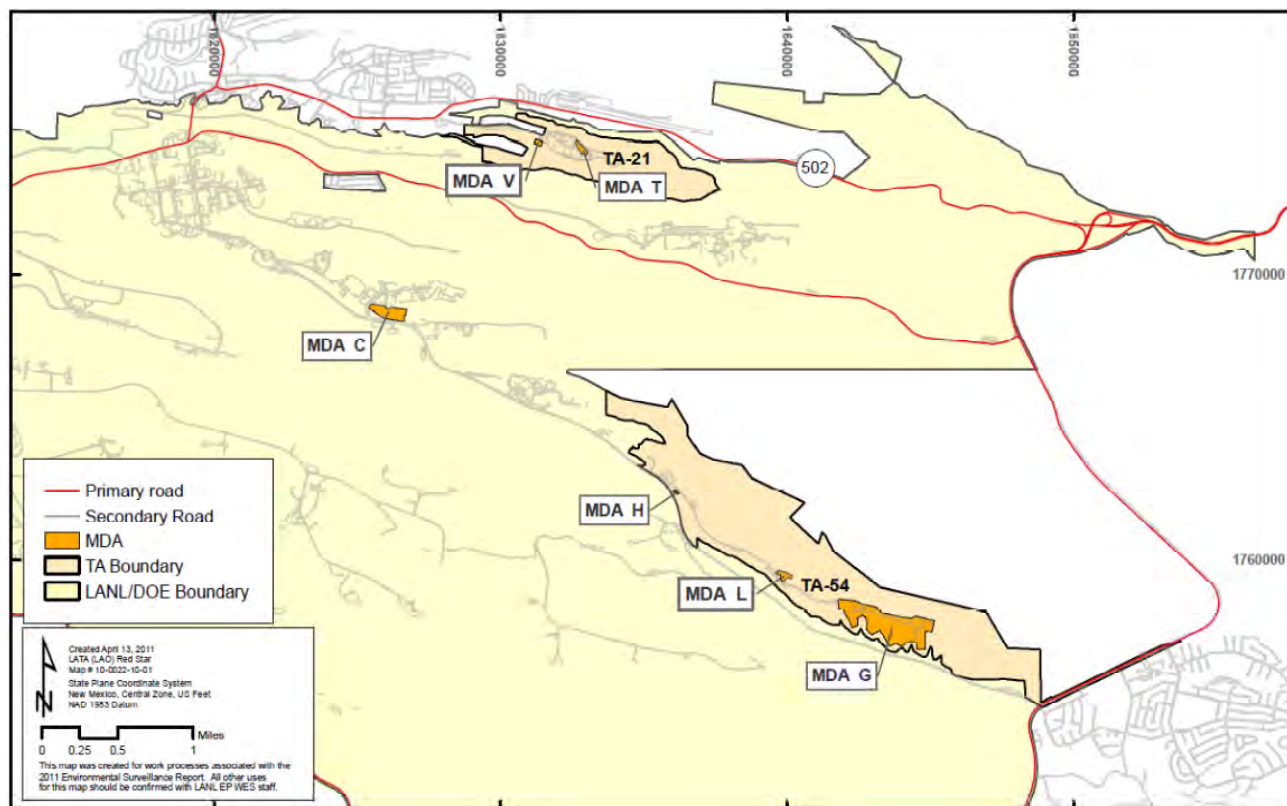 1620000
1630000
1640000
1650000
TA-21
502
MDA V
MDA T
1770000
MDA C
MDA H
1760000
MDA L
TA-54
MDA G
Primary road
Secondary Road
MDA
TA Boundary
LANL/DOE Boundary
Created April 13, 2011
LATA (LAO) Red Star
Map # 10-0022-10-01
State Plane Coordinate System
New Mexico, Central Zone, US Feet
NAD 1983 Datum
N
Miles
0 0.25 0.5 1
This map was created for work processes associated with the
2011 Environmental Surveillance Report. All other uses
for this map should be confirmed with LANL EP WES staff.